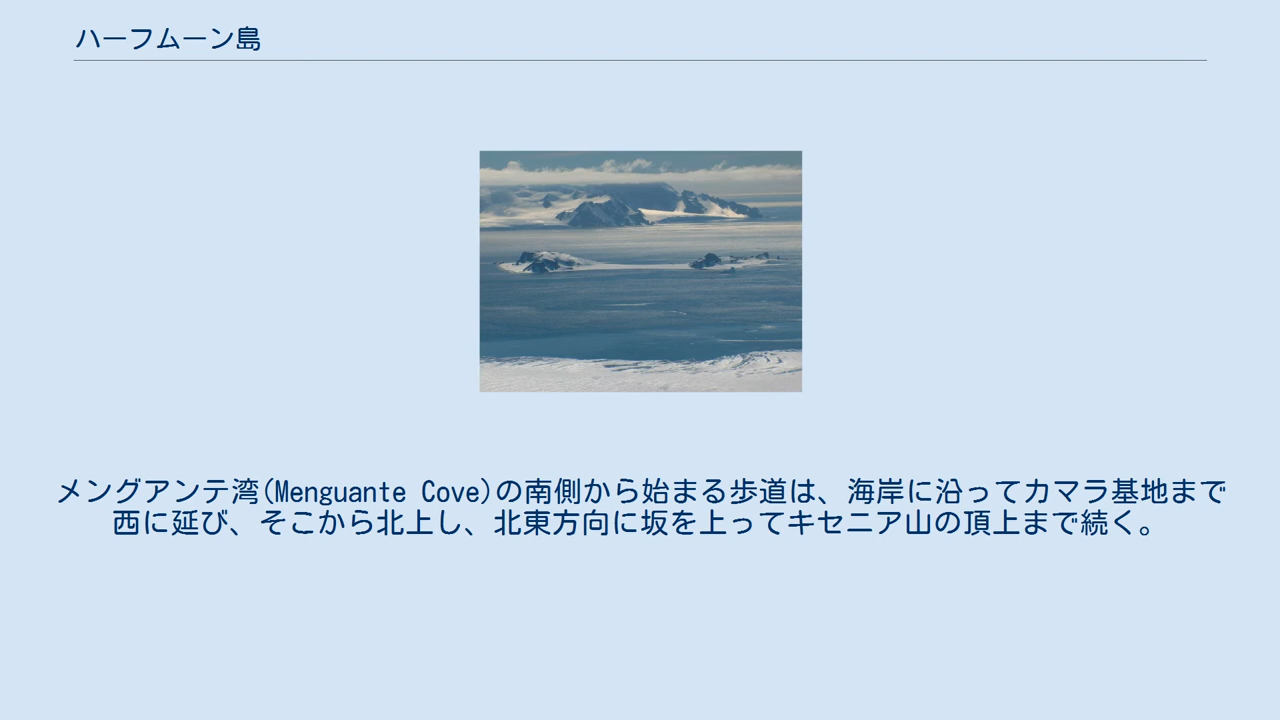 ハーフムーン島
メングアンテ湾(Menguante Cove)の南側から始まる歩道は、海岸に沿ってカマラ基地まで
西に延び、そこから北上し、北東方向に坂を上ってキセニア山の頂上まで続く。